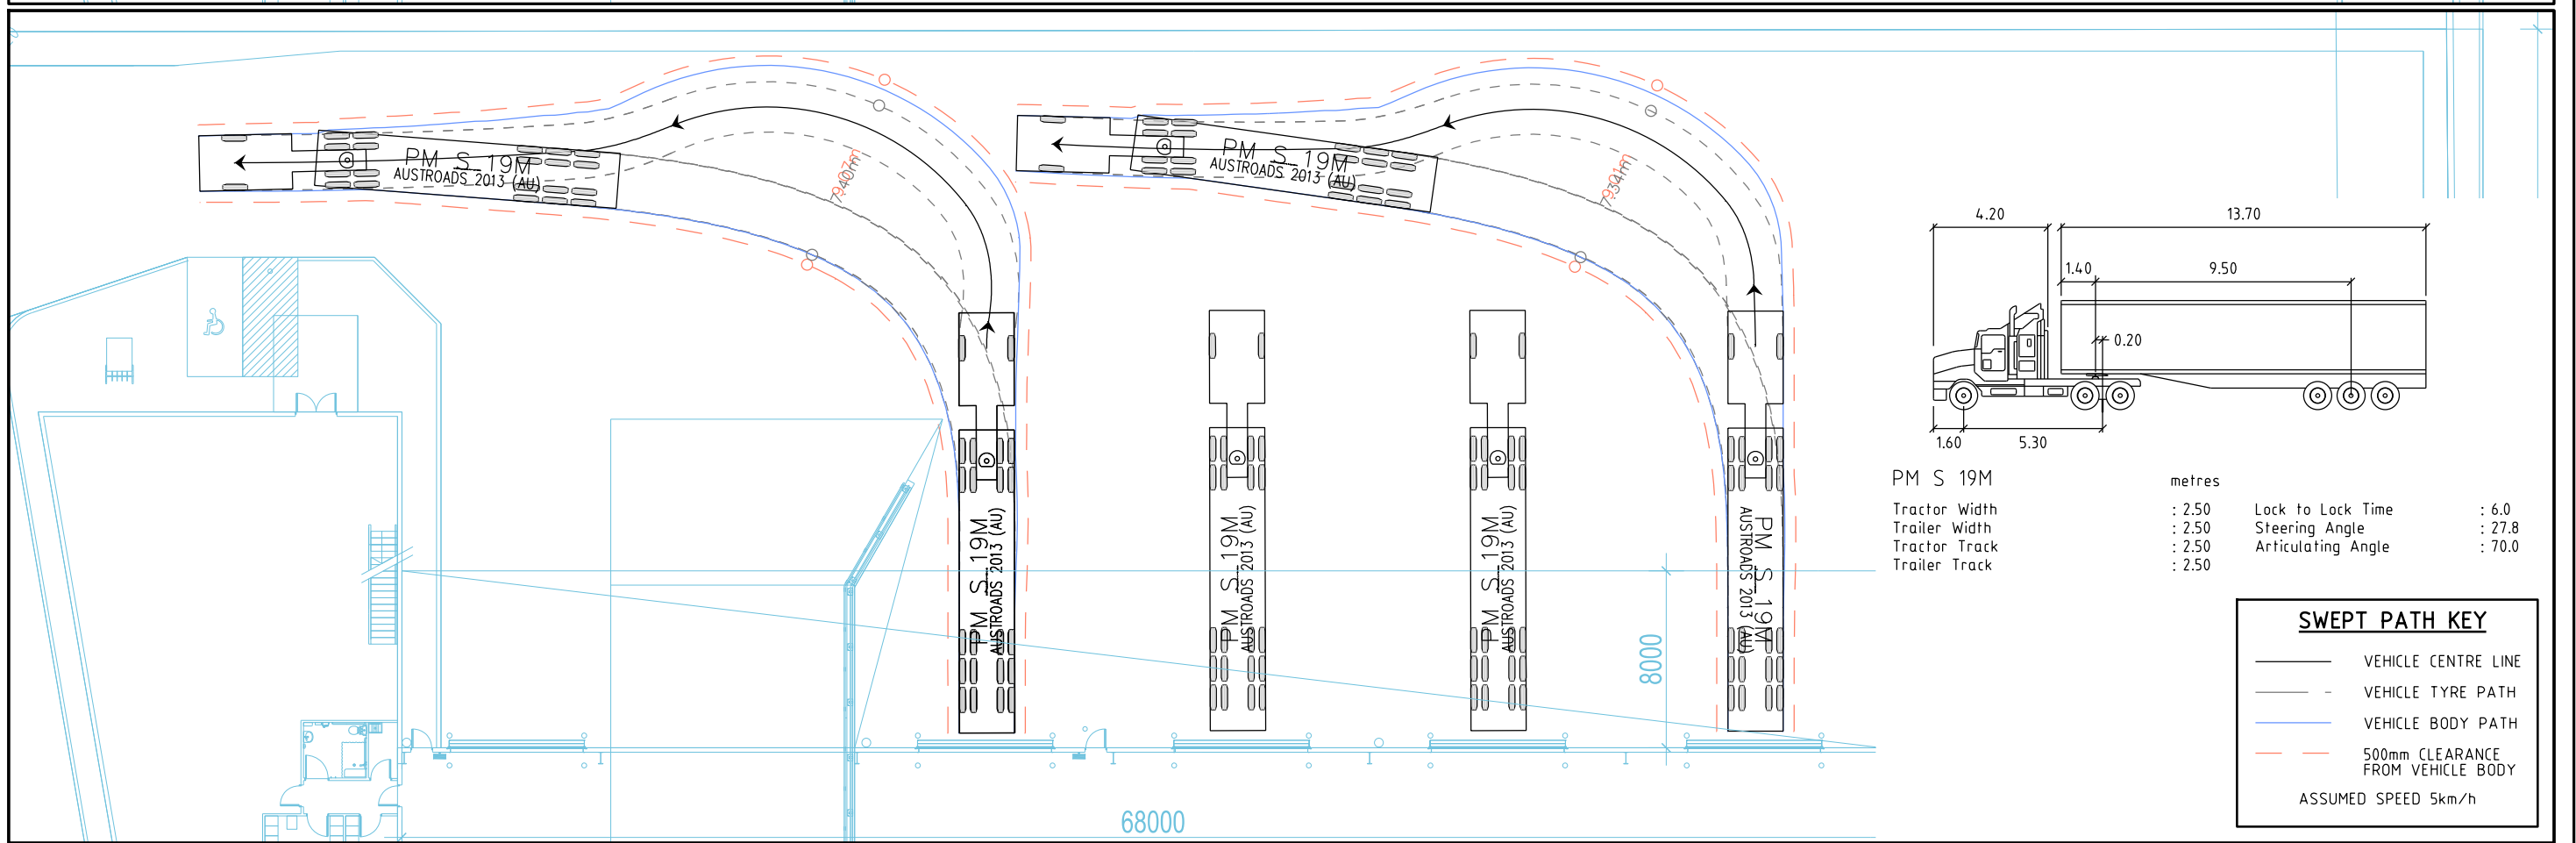 PM S 19M
AUSTROADS 2013 (AU)
PM S 19M
AUSTROADS 2013 (AU)
PM S 19M
AUSTROADS 2013 (AU)
PM S 19M
AUSTROADS 2013 (AU)
PM S 19M
AUSTROADS 2013 (AU)
PM S 19M
AUSTROADS 2013 (AU)
8000
68000
4.20
13.70
1.40
9.50
0.20
1.60
5.30
PM S 19M
metres
Tractor Width : 2.50 Lock to Lock Time : 6.0
Trailer Width : 2.50 Steering Angle : 27.8
Tractor Track : 2.50 Articulating Angle : 70.0
Trailer Track : 2.50
SWEPT PATH KEY
VEHICLE CENTRE LINE
VEHICLE TYRE PATH
VEHICLE BODY PATH
500mm CLEARANCE
FROM VEHICLE BODY
ASSUMED SPEED 5km/h